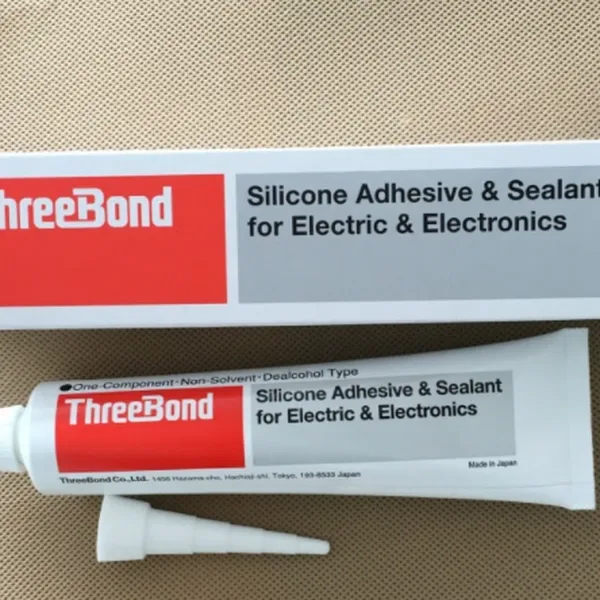 ThreeBond
Silicone Adhesive & Sealant
for Electric & Electronics
●One-Component·Non-Solvent·Dealcohol Type
ThreeBond
Silicone Adhesive & Sealant
for Electric & Electronics
Made in Japan
ThreeBond Co., Ltd. 1456 Hazama-cho, Hachioji-shi, Tokyo, 193-8533 Japan